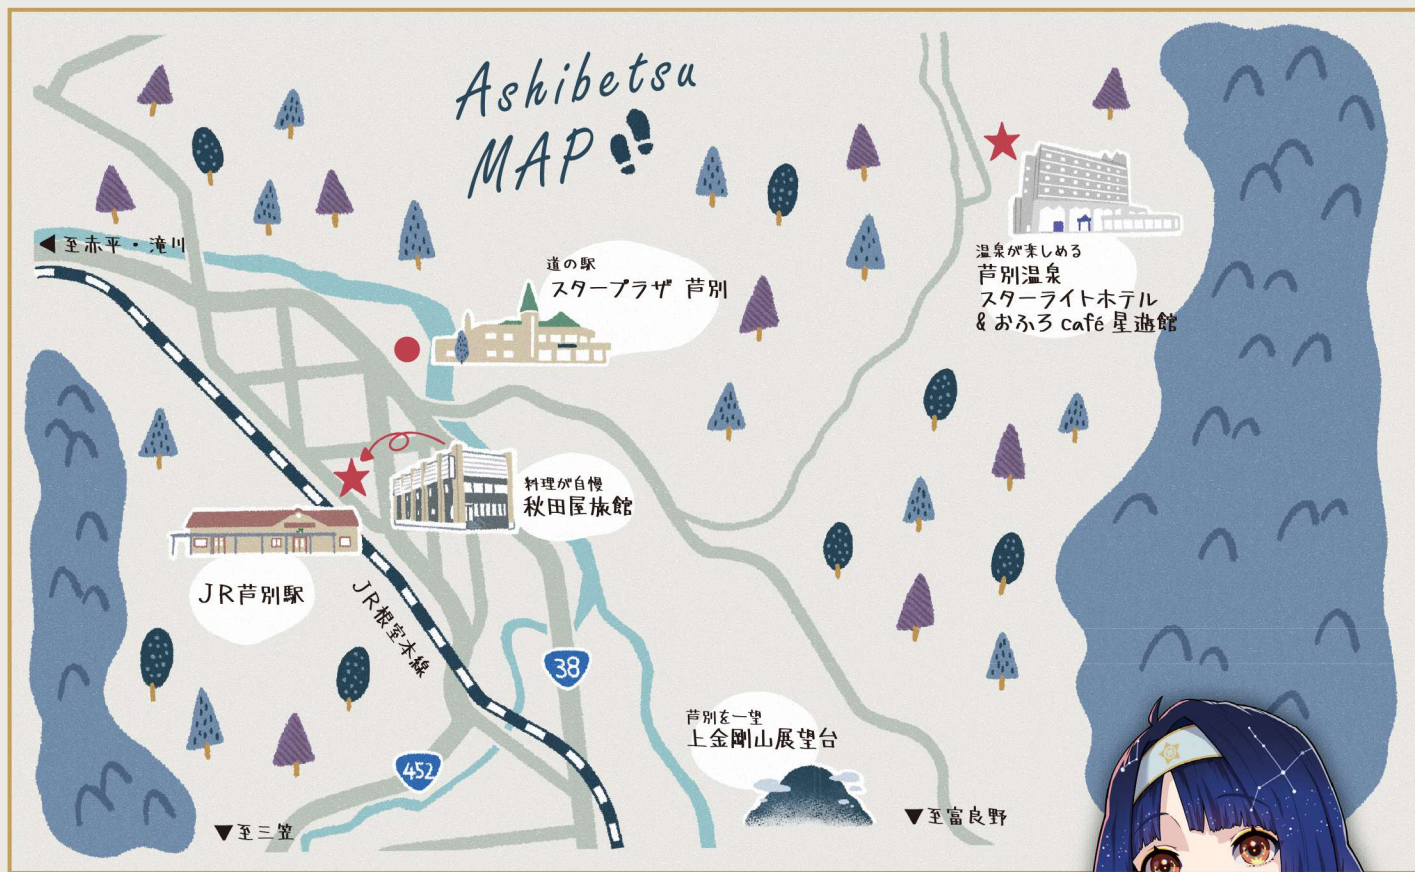 Ashibetsu
MAP
◀至赤平・滝川
道の駅
スタープラザ 芦別
温泉が楽しめる
芦別温泉
スターライトホテル
&おふろ café 星遊館
料理が自慢
秋田屋旅館
JR芦別駅
JR根室本線
38
芦別を一望
上金剛山展望台
452
▼至三笠
▼至富良野